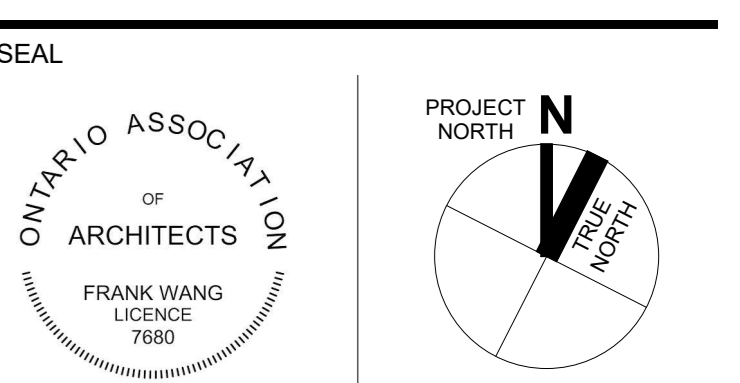 SEAL
ONTARIO ASSOCIATION
OF
ARCHITECTS
FRANK WANG
LICENCE
7680
PROJECT
NORTH
N
TRUE
NORTH